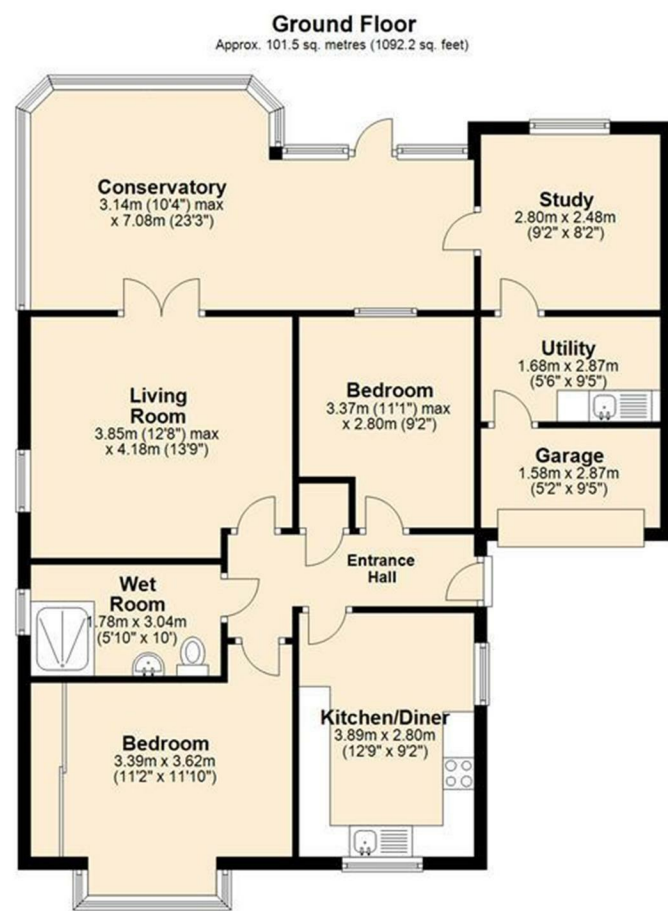 Ground Floor
Approx. 101.5 sq. metres (1092.2 sq. feet)
Conservatory
3.14m (10'4") max
x 7.08m (23'3")
Study
2.80m x 2.48m
(9'2" x 8'2")
Living
Room
3.85m (12'8") max
x 4.18m (13'9")
Bedroom
3.37m (11'1") max
x 2.80m (9'2")
Utility
1.68m x 2.87m
(5'6" x 9'5")
Garage
1.58m x 2.87m
(5'2" x 9'5")
Entrance
Hall
Wet
Room
1.78m x 3.04m
(5'10" x 10')
Bedroom
3.39m x 3.62m
(11'2" x 11'10")
Kitchen/Diner
3.89m x 2.80m
(12'9" x 9'2")